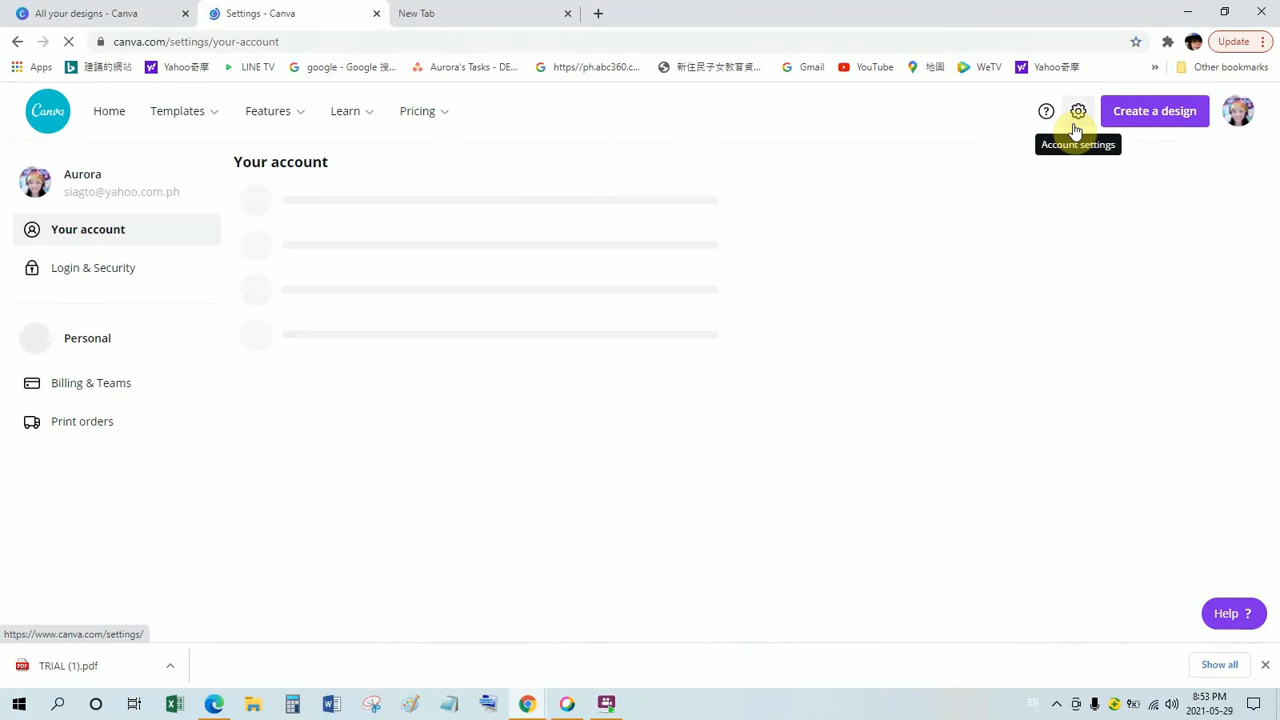 All your designs - Canva
Settings - Canva
New Tab
canva.com/settings/your-account
Update
Apps
建議的網站
Yahoo奇摩
LINE TV
google - Google 搜...
Aurora's Tasks - DE...
https//ph.abc360.c...
新住民子女教育資...
Gmail
YouTube
地圖
WeTV
Yahoo奇摩
»
Other bookmarks
Canva
Home
Templates
Features
Learn
Pricing
?
Create a design
Account settings
Your account
Aurora
siagto@yahoo.com.ph
Your account
Login & Security
Personal
Billing & Teams
Print orders
Help ?
https://www.canva.com/settings/
TRIAL (1).pdf
Show all
EN
8:53 PM
2021-05-29